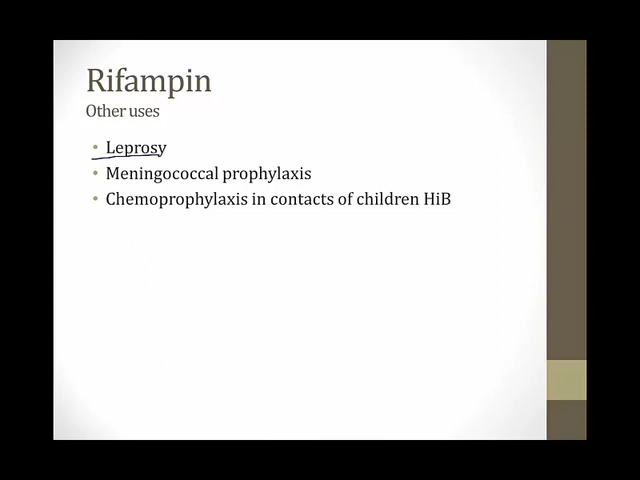 Rifampin
Other uses
• Leprosy
• Meningococcal prophylaxis
• Chemoprophylaxis in contacts of children HiB